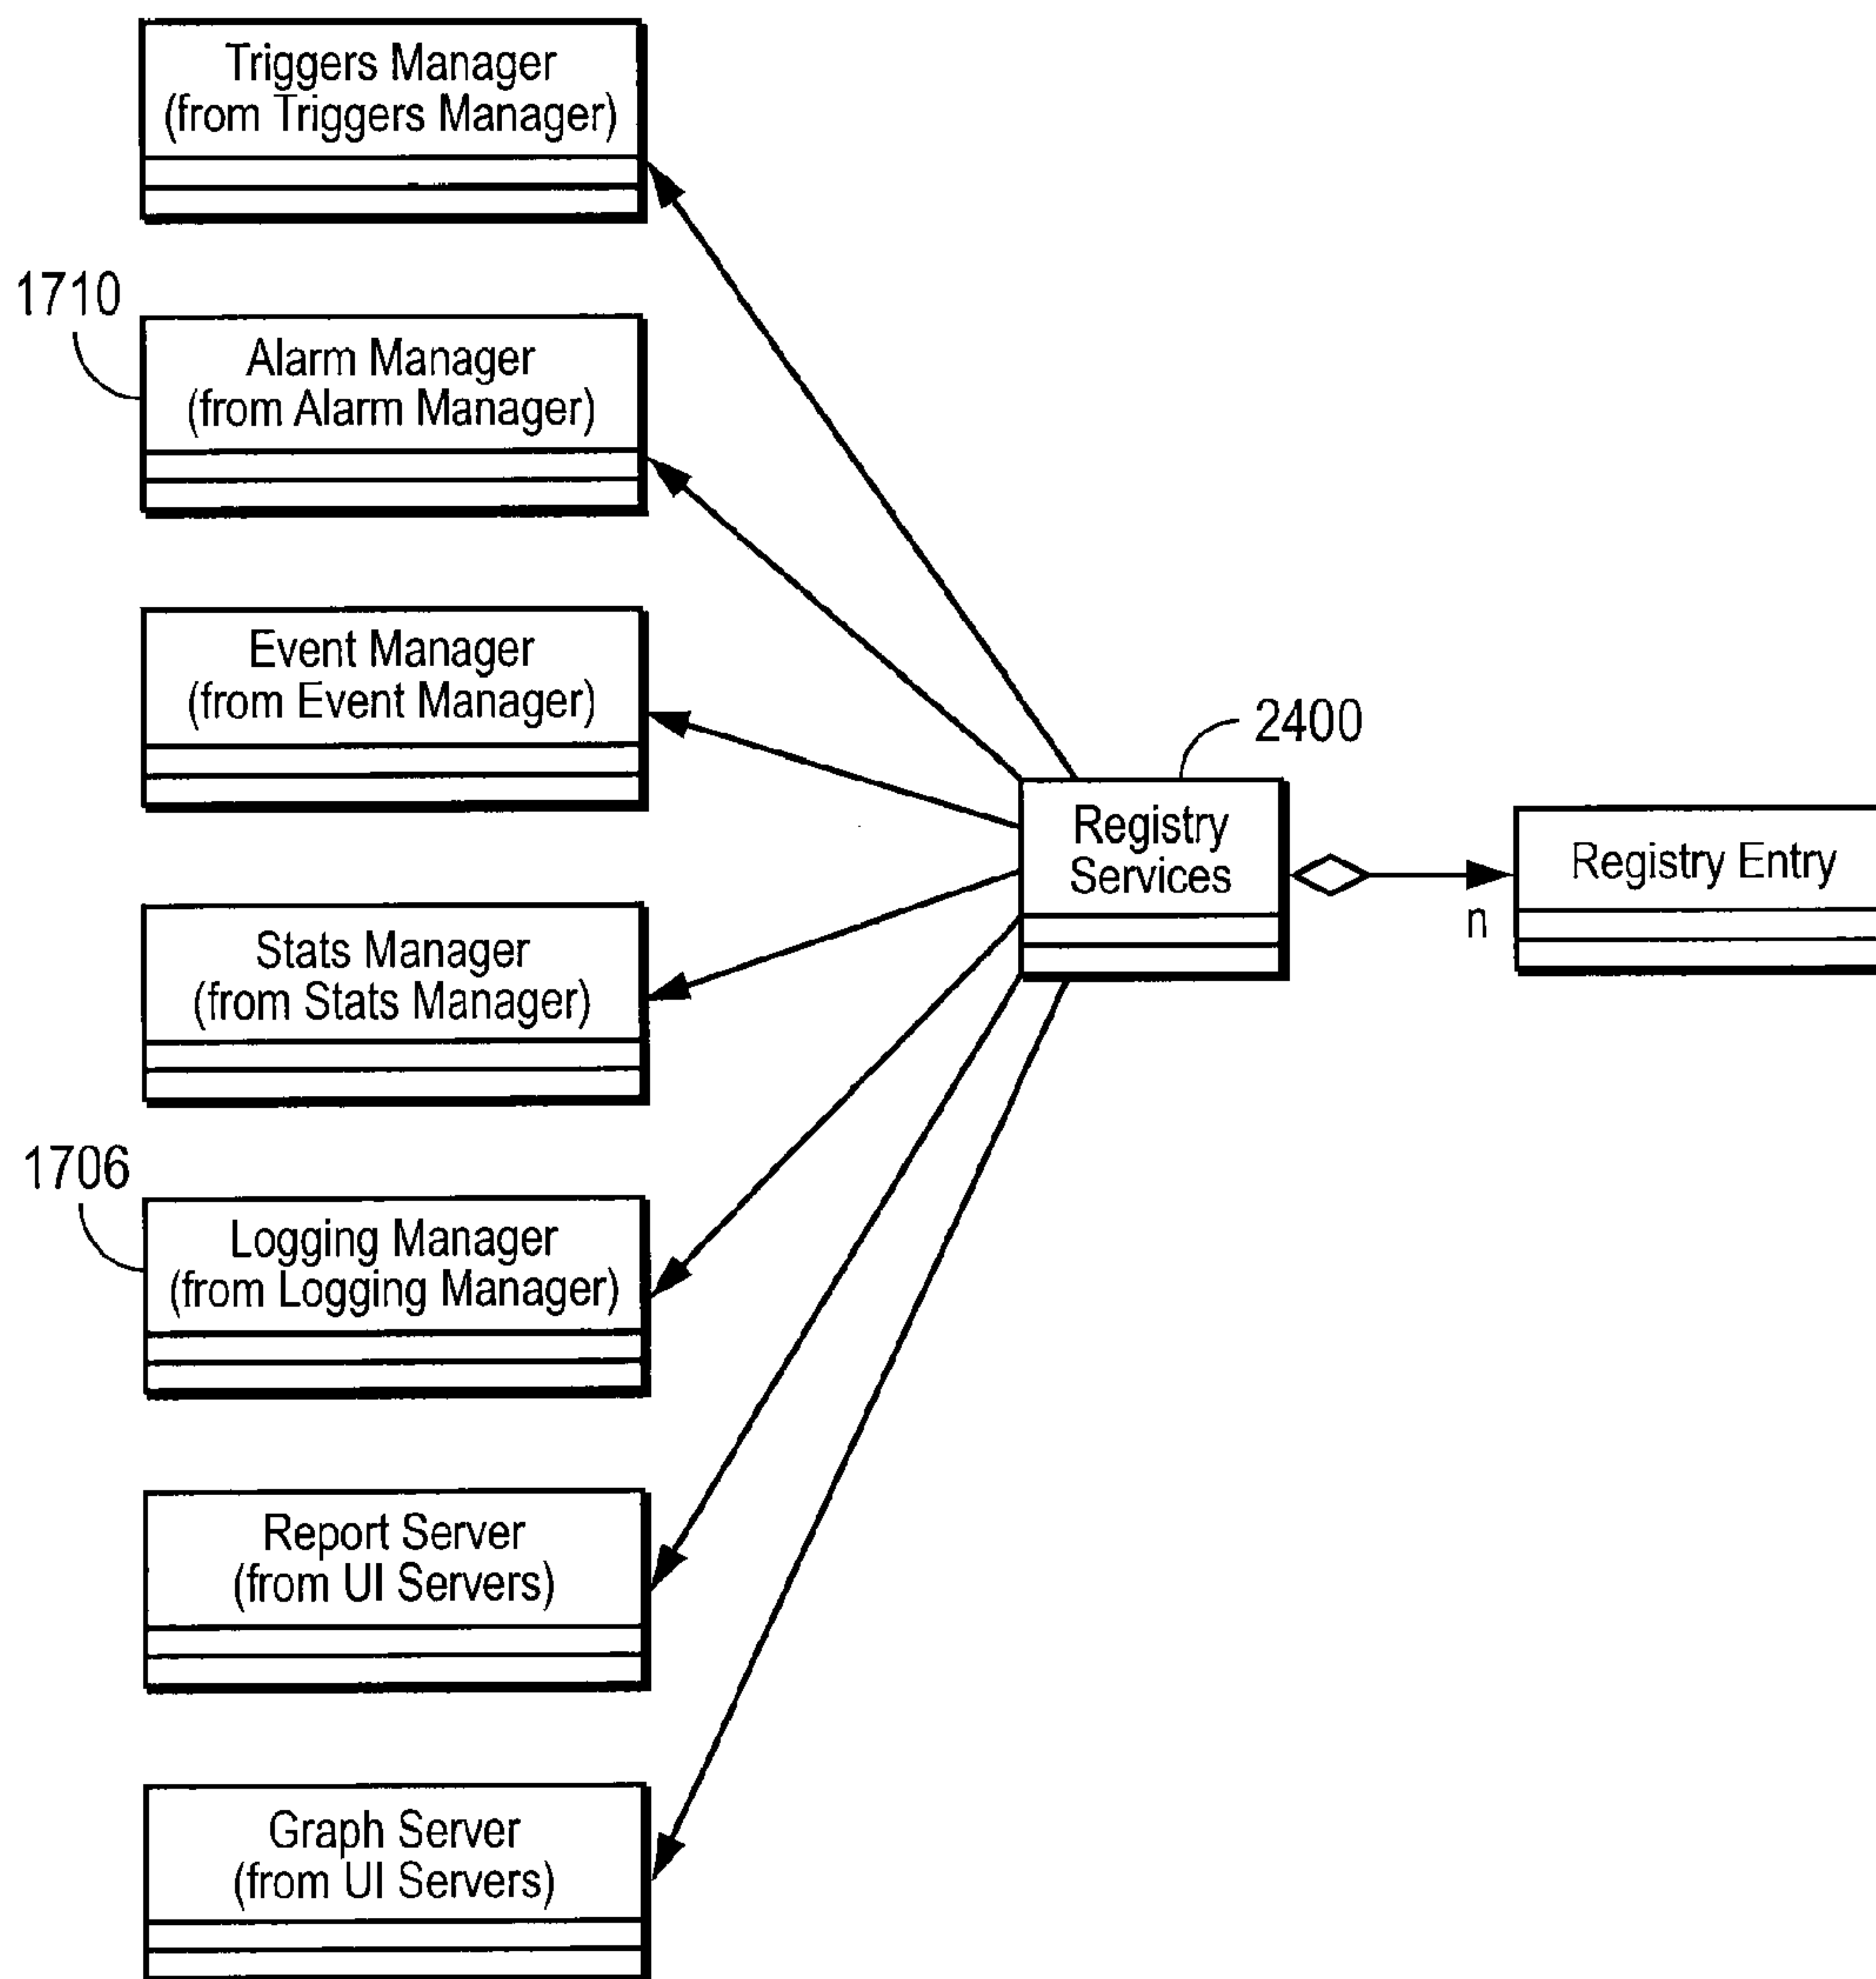 Triggers Manager
(from Triggers Manager)
1710
Alarm Manager
(from Alarm Manager)
Event Manager
(from Event Manager)
2400
Registry
Services
Registry Entry
n
Stats Manager
(from Stats Manager)
1706
Logging Manager
(from Logging Manager)
Report Server
(from UI Servers)
Graph Server
(from UI Servers)